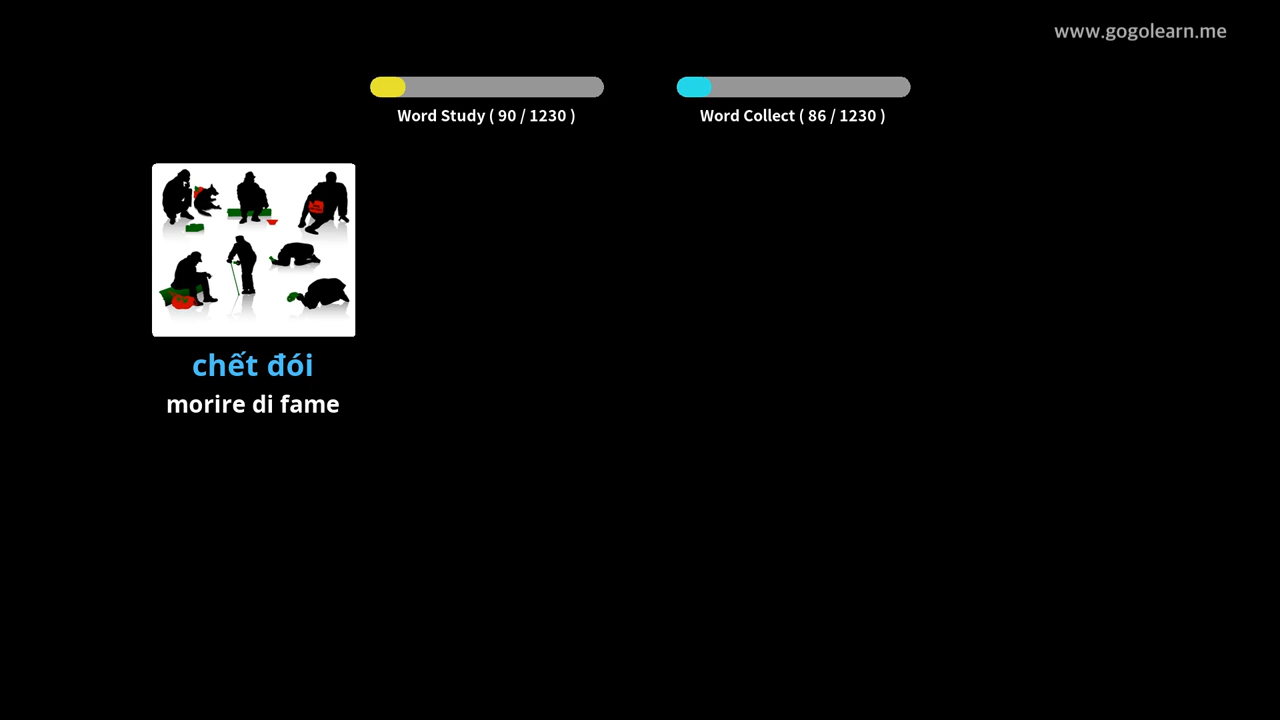 www.gogolearn.me
Word Study ( 90 / 1230 )
Word Collect ( 86 / 1230 )
chết đói
morire di fame